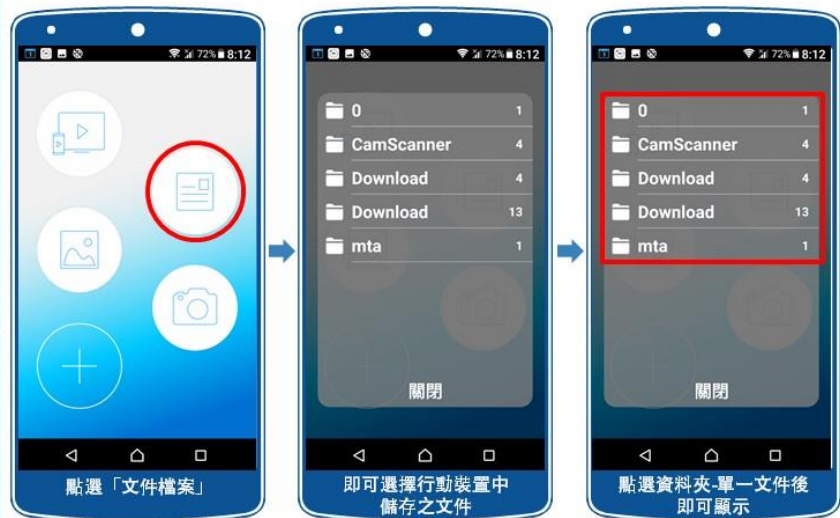 72% 8:12
點選「文件檔案」
72% 8:12
0 1
CamScanner 4
Download 4
Download 13
mta 1
關閉
即可選擇行動裝置中
儲存之文件
72% 8:12
0 1
CamScanner 4
Download 4
Download 13
mta 1
關閉
點選資料夾-單一文件後
即可顯示